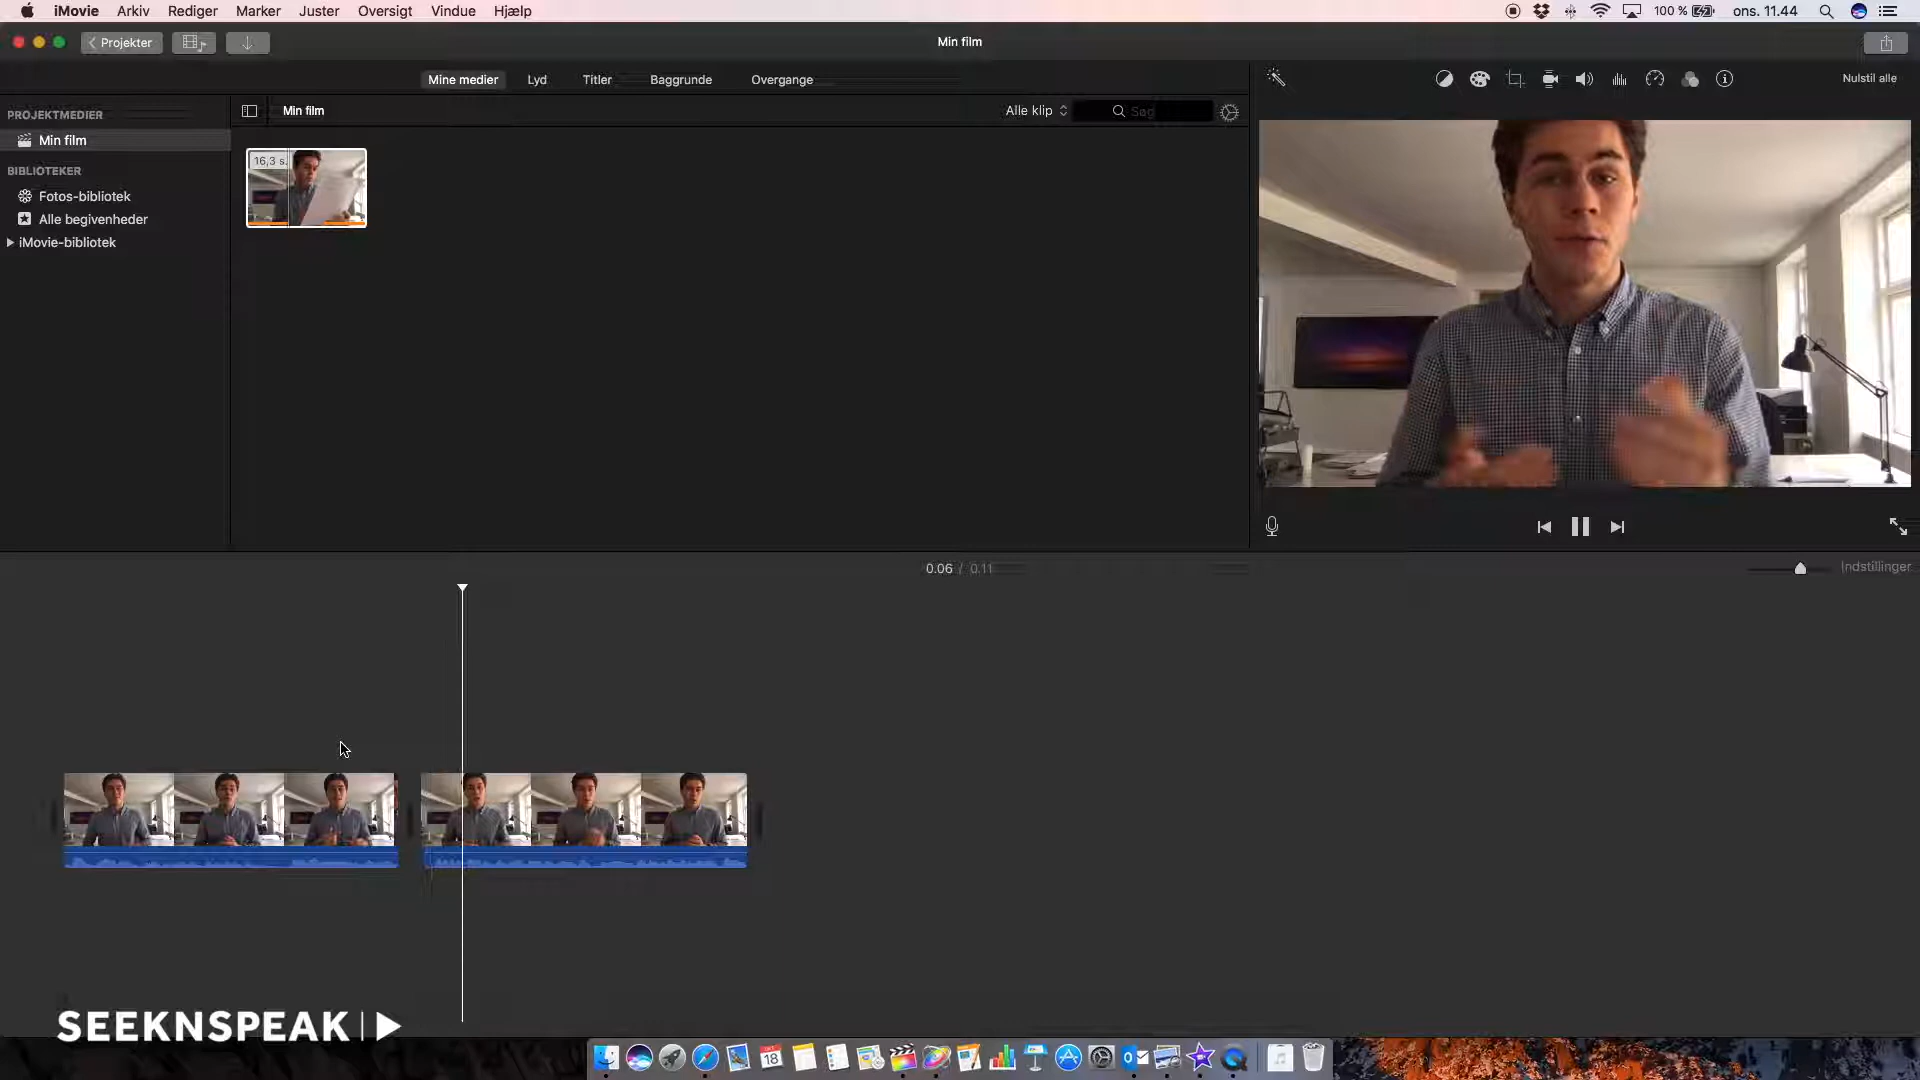 iMovie Arkiv Rediger Marker Juster Oversigt Vindue Hjælp 100 % ons. 11.44
Projekter Min film
Mine medier Lyd Titler Baggrunde Overgange Nulstil alle
PROJEKTMEDIER Min film Alle klip Søg
Min film
BIBLIOTEKER
16,3 s.
Fotos-bibliotek
Alle begivenheder
iMovie-bibliotek
0.06 / 0.11 Indstillinger
SEEKNSPEAK
18